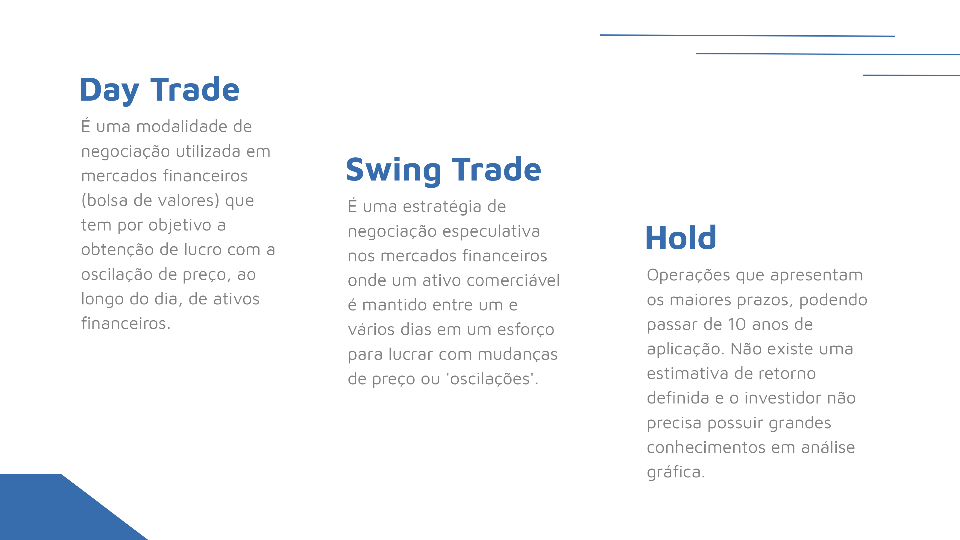 Day Trade
É uma modalidade de
negociação utilizada em
mercados financeiros
(bolsa de valores) que
tem por objetivo a
obtenção de lucro com a
oscilação de preço, ao
longo do dia, de ativos
financeiros.
Swing Trade
É uma estratégia de
negociação especulativa
nos mercados financeiros
onde um ativo comerciável
é mantido entre um e
vários dias em um esforço
para lucrar com mudanças
de preço ou 'oscilações'.
Hold
Operações que apresentam
os maiores prazos, podendo
passar de 10 anos de
aplicação. Não existe uma
estimativa de retorno
definida e o investidor não
precisa possuir grandes
conhecimentos em análise
gráfica.